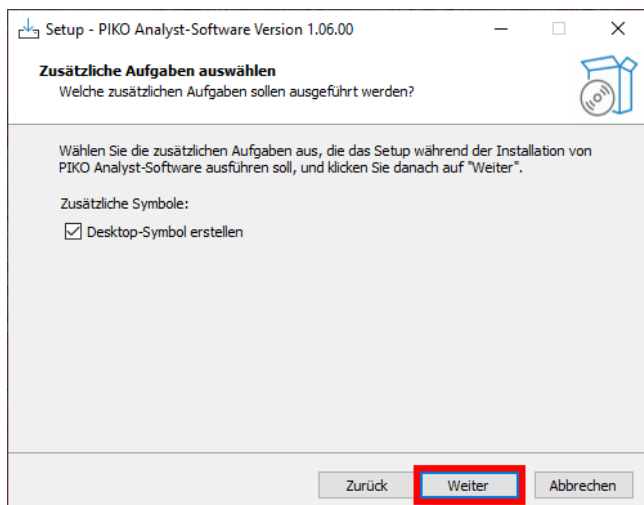 Setup - PIKO Analyst-Software Version 1.06.00
Zusätzliche Aufgaben auswählen
Welche zusätzlichen Aufgaben sollen ausgeführt werden?
Wählen Sie die zusätzlichen Aufgaben aus, die das Setup während der Installation von
PIKO Analyst-Software ausführen soll, und klicken Sie danach auf "Weiter".
Zusätzliche Symbole:
Desktop-Symbol erstellen
Zurück Weiter Abbrechen